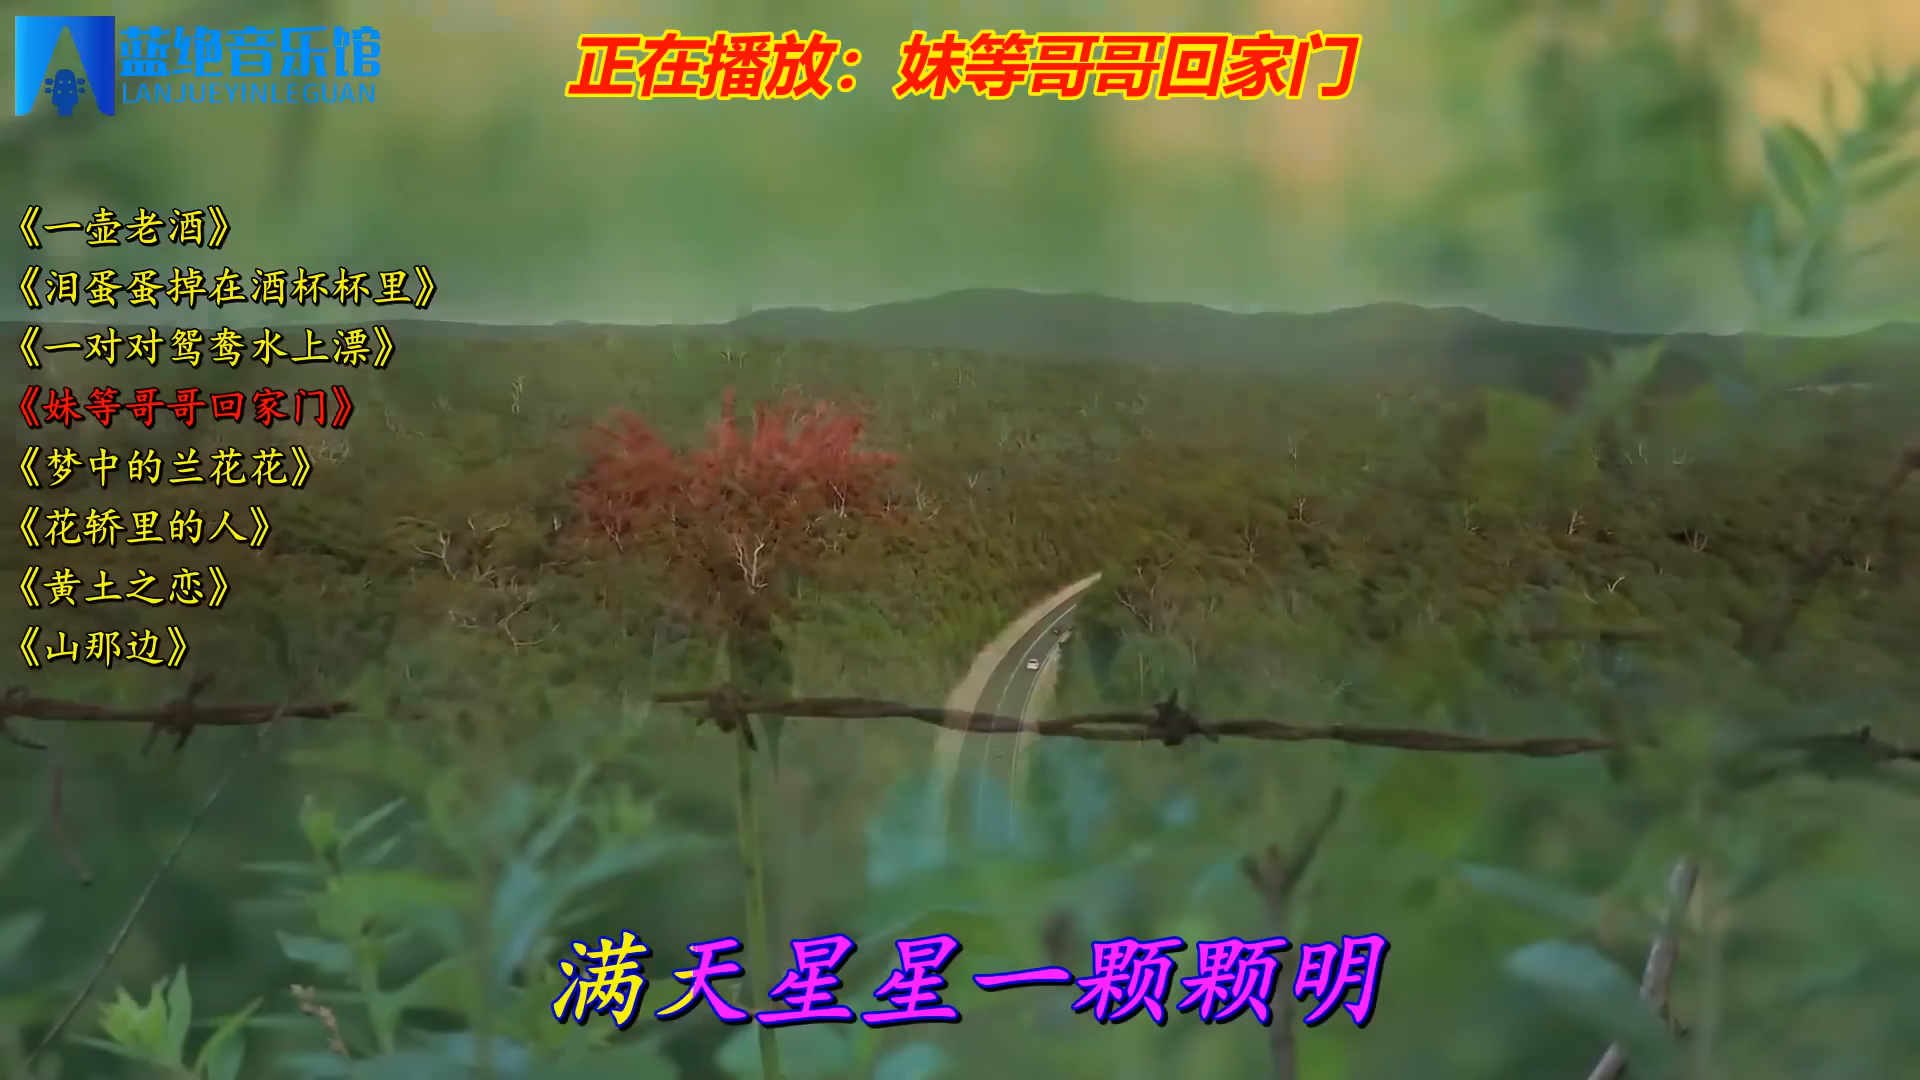 蓝绝音乐馆
LANJUEYINLEGUAN
正在播放：妹等哥哥回家门
《一壶老酒》
《泪蛋蛋掉在酒杯杯里》
《一对对鸳鸯水上漂》
《妹等哥哥回家门》
《梦中的兰花花》
《花轿里的人》
《黄土之恋》
《山那边》
满天星星一颗颗明